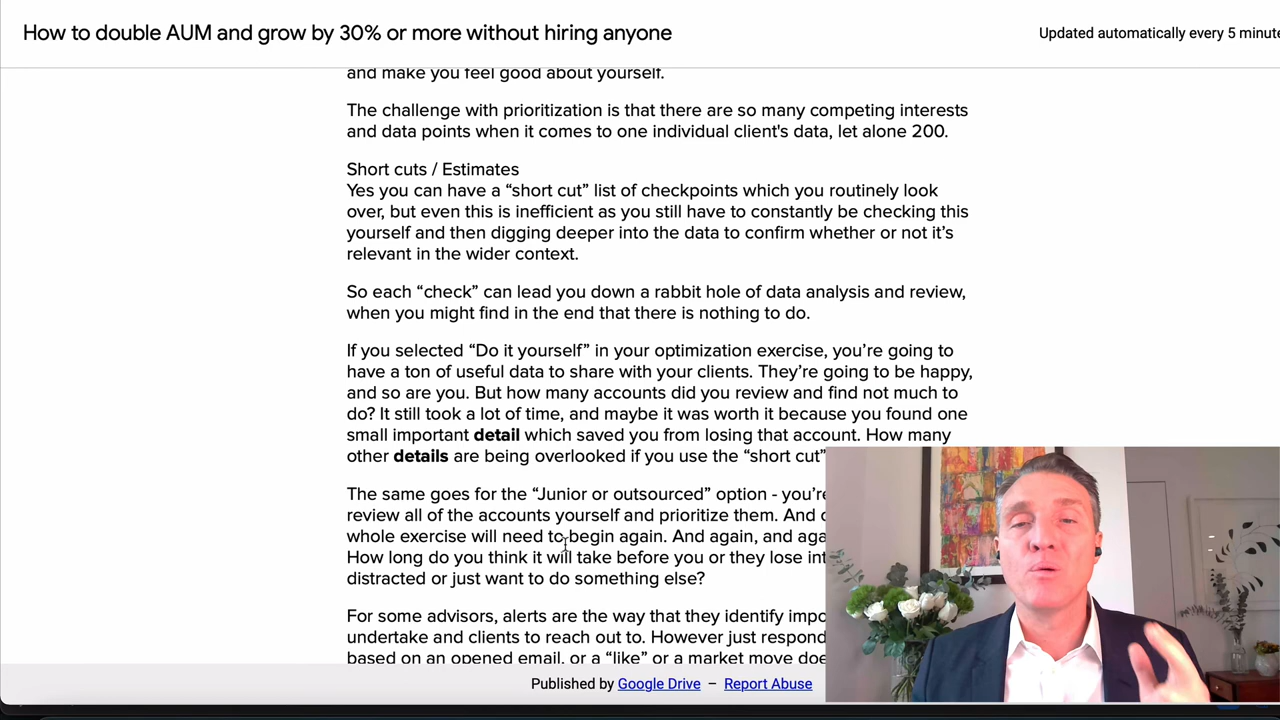 How to double AUM and grow by 30% or more without hiring anyone
Updated automatically every 5 minute
and make you feel good about yourself.
The challenge with prioritization is that there are so many competing interests
and data points when it comes to one individual client's data, let alone 200.
Short cuts / Estimates
Yes you can have a “short cut” list of checkpoints which you routinely look
over, but even this is inefficient as you still have to constantly be checking this
yourself and then digging deeper into the data to confirm whether or not it’s
relevant in the wider context.
So each “check” can lead you down a rabbit hole of data analysis and review,
when you might find in the end that there is nothing to do.
If you selected “Do it yourself” in your optimization exercise, you’re going to
have a ton of useful data to share with your clients. They’re going to be happy,
and so are you. But how many accounts did you review and find not much to
do? It still took a lot of time, and maybe it was worth it because you found one
small important detail which saved you from losing that account. How many
other details are being overlooked if you use the “short cut”
The same goes for the “Junior or outsourced” option - you’re
review all of the accounts yourself and prioritize them. And
whole exercise will need to begin again. And again, and aga
How long do you think it will take before you or they lose int
distracted or just want to do something else?
For some advisors, alerts are the way that they identify impo
undertake and clients to reach out to. However just respond
based on an opened email, or a “like” or a market move doe
Published by Google Drive – Report Abuse